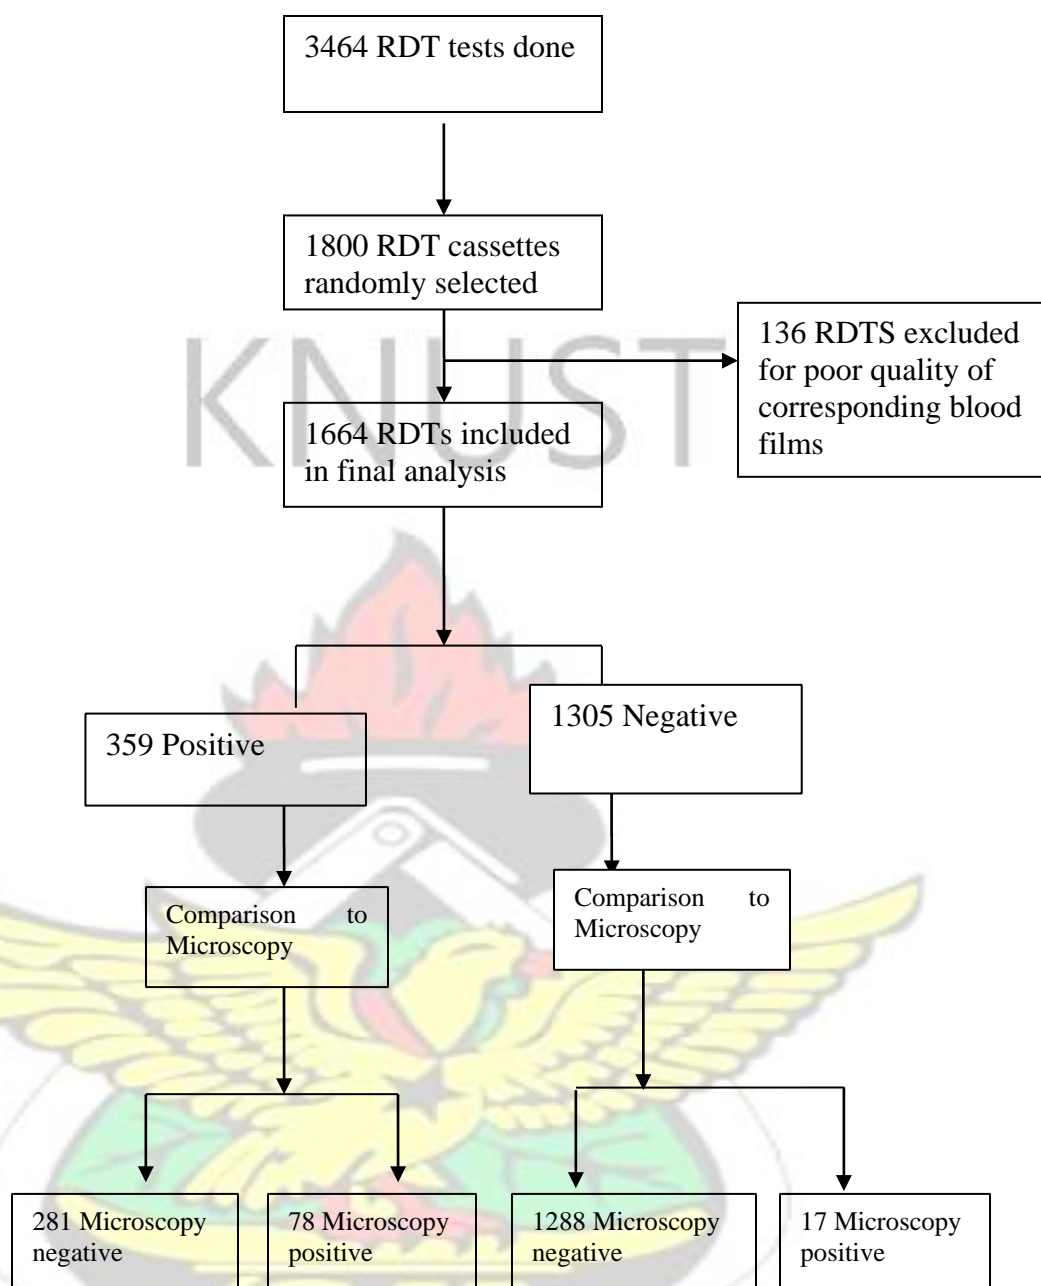 3464 RDT tests done
1800 RDT cassettes
randomly selected
136 RDTS excluded
for poor quality of
corresponding blood
films
KNUST
1664 RDTs included
in final analysis
1305 Negative
359 Positive
Comparison to
Microscopy
Comparison to
Microscopy
281 Microscopy
negative
78 Microscopy
positive
1288 Microscopy
negative
17 Microscopy
positive